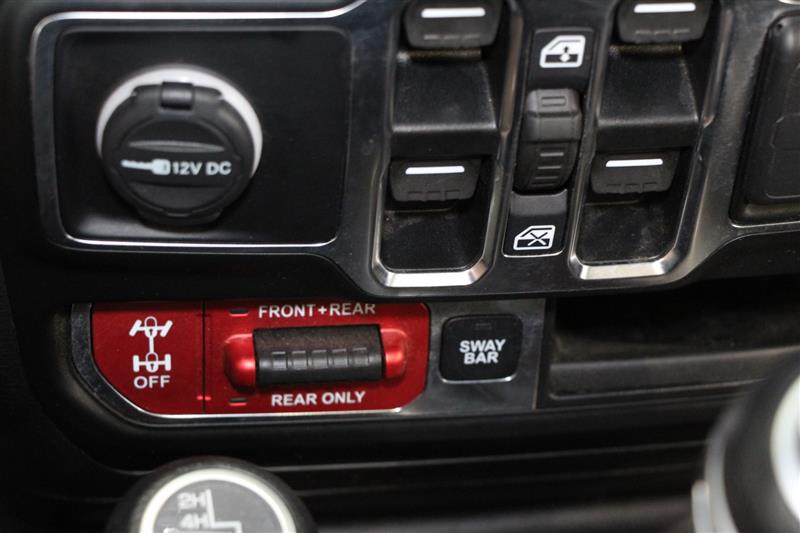 12V DC
FRONT+REAR
OFF
REAR ONLY
SWAY
BAR
2H
4H